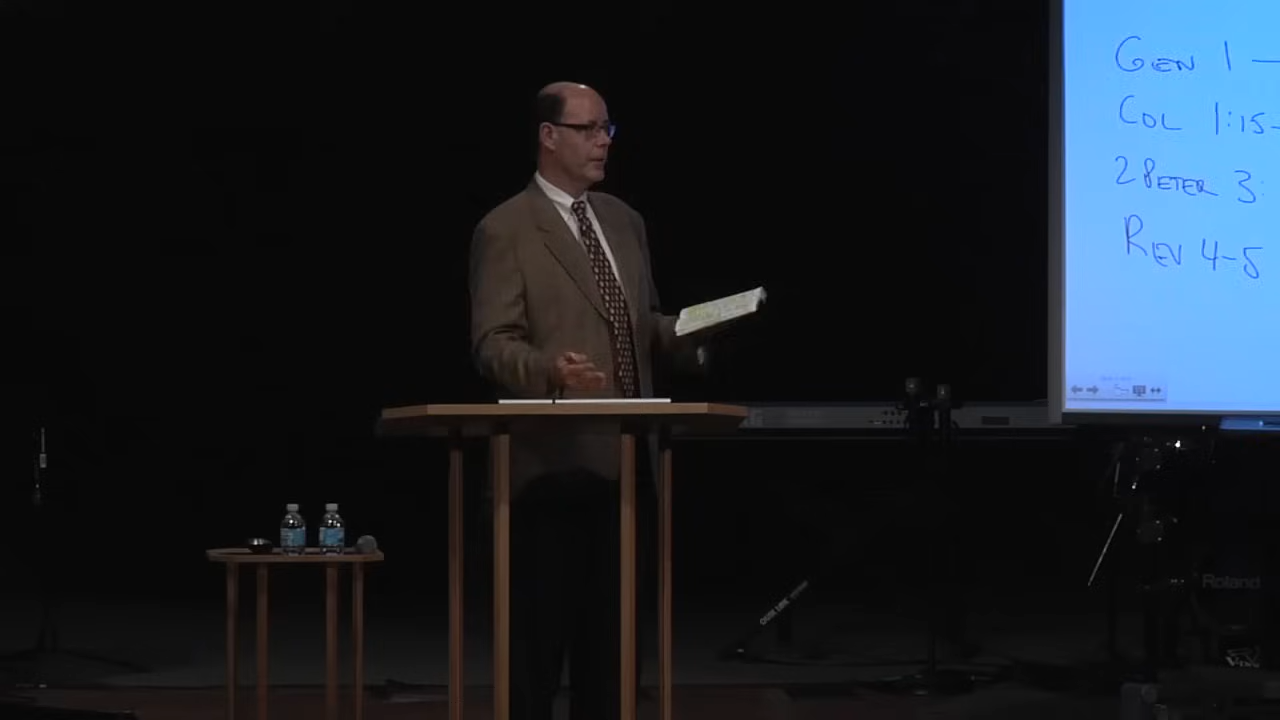 GEN 1 –
COL 1:15-
2 PETER 3:
REV 4-5
Roland